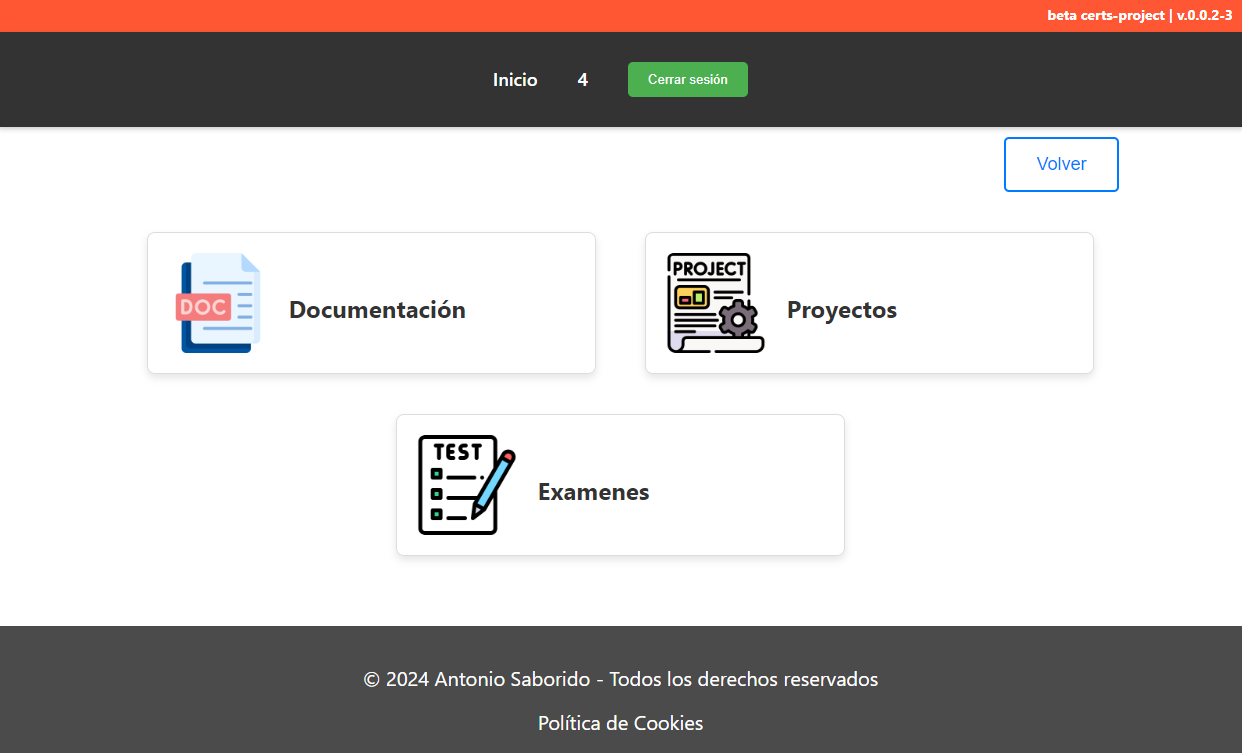 beta certs-project | v.0.0.2-3
Inicio 4 Cerrar sesión
Volver
DOC
Documentación
PROJECT
Proyectos
TEST
Examenes
© 2024 Antonio Saborido - Todos los derechos reservados
Política de Cookies